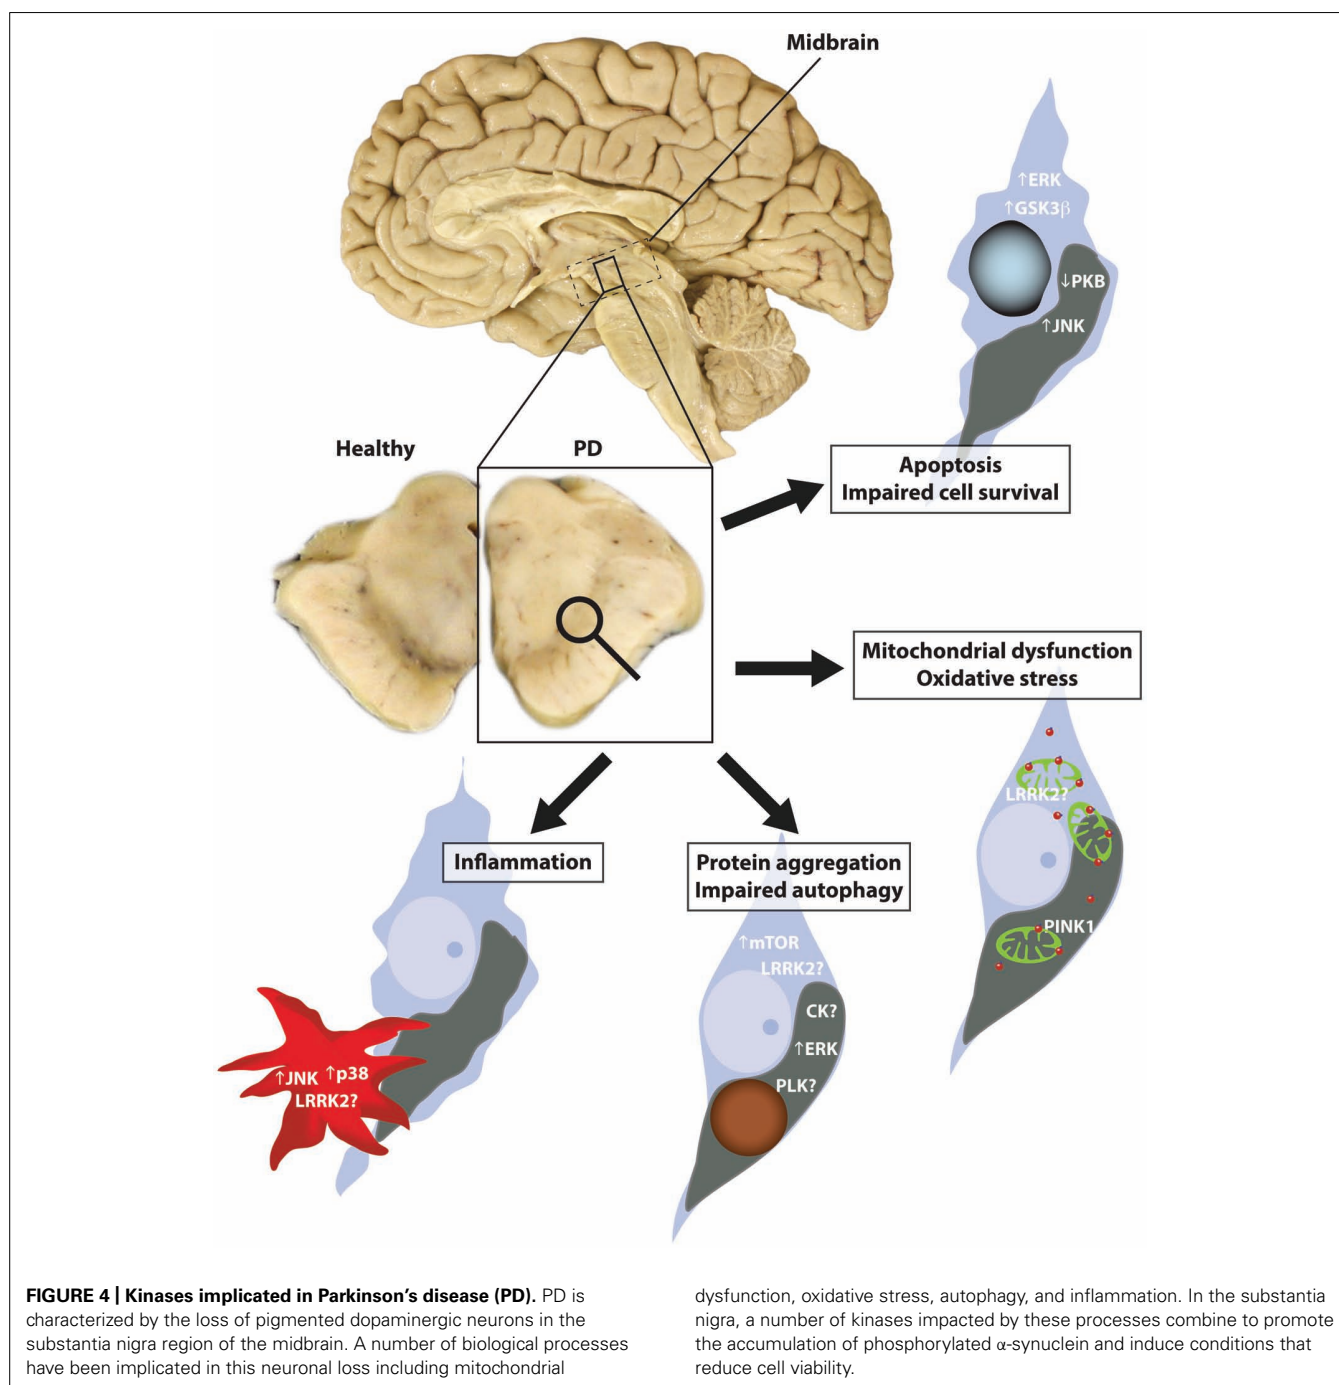 Midbrain
↑ERK
↑GSK3β
↓PKB
↑JNK
Healthy
PD
Apoptosis
Impaired cell survival
Mitochondrial dysfunction
Oxidative stress
LRRK2?
PINK1
Inflammation
↑JNK ↑p38
LRRK2?
Protein aggregation
Impaired autophagy
↑mTOR
LRRK2?
CK?
↑ERK
PLK?
FIGURE 4 | Kinases implicated in Parkinson’s disease (PD). PD is
characterized by the loss of pigmented dopaminergic neurons in the
substantia nigra region of the midbrain. A number of biological processes
have been implicated in this neuronal loss including mitochondrial
dysfunction, oxidative stress, autophagy, and inflammation. In the substantia
nigra, a number of kinases impacted by these processes combine to promote
the accumulation of phosphorylated α-synuclein and induce conditions that
reduce cell viability.